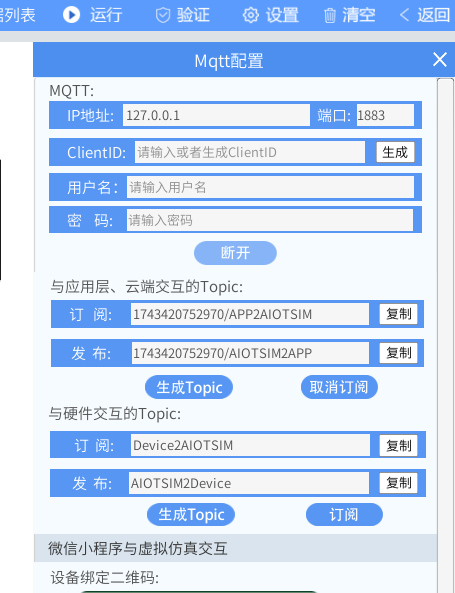 列表 运行 验证 设置 清空 返回
Mqtt配置
MQTT:
IP地址: 127.0.0.1 端口: 1883
ClientID: 请输入或者生成ClientID 生成
用户名: 请输入用户名
密 码: 请输入密码
断开
与应用层、云端交互的Topic:
订 阅: 1743420752970/APP2AIOTSIM 复制
发 布: 1743420752970/AIOTSIM2APP 复制
生成Topic 取消订阅
与硬件交互的Topic:
订 阅: Device2AIOTSIM 复制
发 布: AIOTSIM2Device 复制
生成Topic 订阅
微信小程序与虚拟仿真交互
设备绑定二维码: